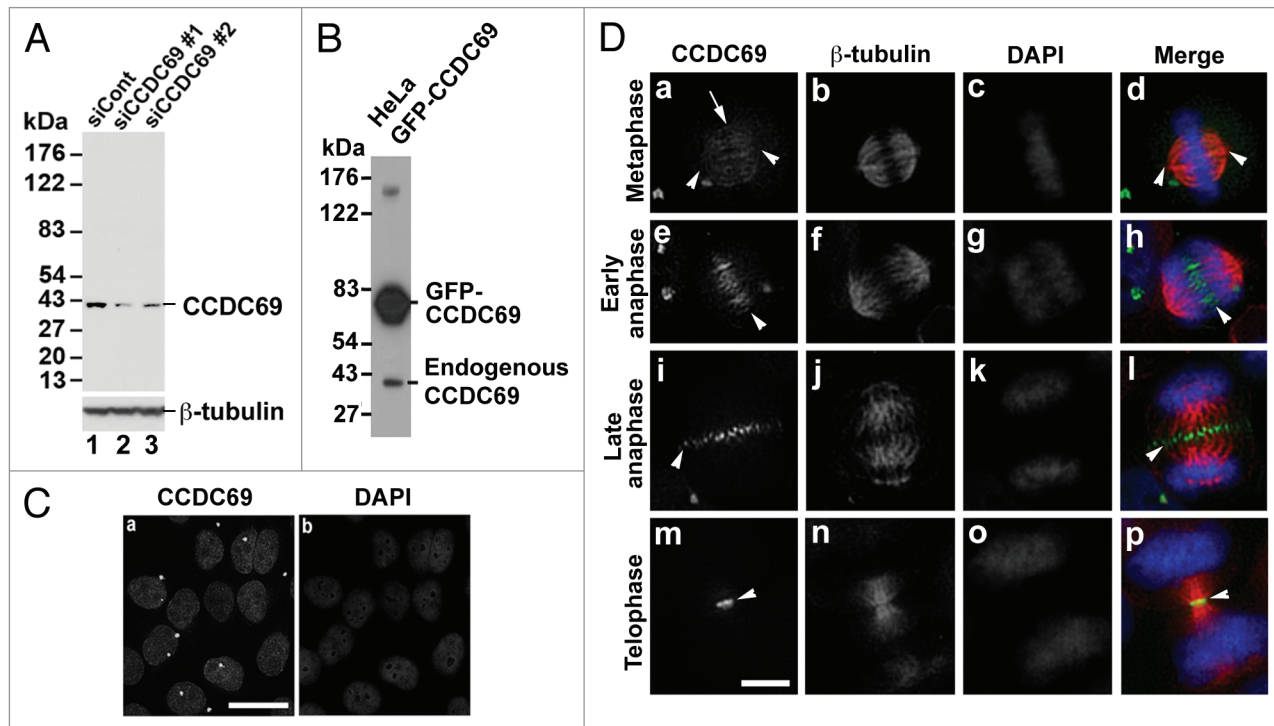 A
siCont
siCCDC69 #1
siCCDC69 #2
kDa
176
122
83
54
43
27
20
13
CCDC69
β-tubulin
1 2 3
B
HeLa
GFP-CCDC69
kDa
176
122
83
54
43
27
GFP-
CCDC69
Endogenous
CCDC69
C
CCDC69 DAPI
a b
D
CCDC69 β-tubulin DAPI Merge
Metaphase
a b c d
Early
anaphase
e f g h
Late
anaphase
i j k l
Telophase
m n o p